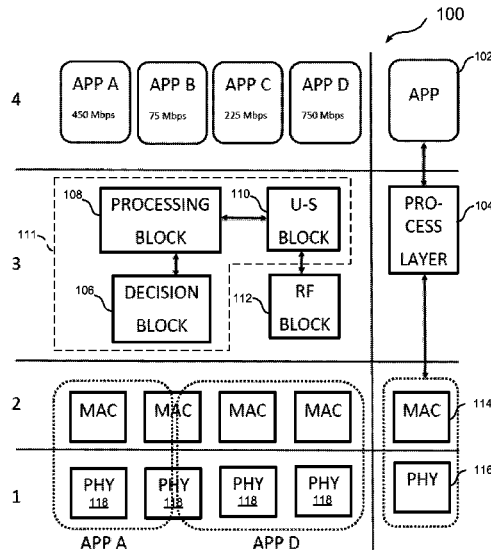 100
102
4
APP A
450 Mbps
APP B
75 Mbps
APP C
225 Mbps
APP D
750 Mbps
APP
108
PROCESSING
BLOCK
110
U-S
BLOCK
104
PRO-
CESS
LAYER
111
3
106
DECISION
BLOCK
112
RF
BLOCK
2
MAC
MAC
MAC
MAC
MAC
114
1
PHY
118
PHY
118
PHY
118
PHY
118
PHY
116
APP A
APP D